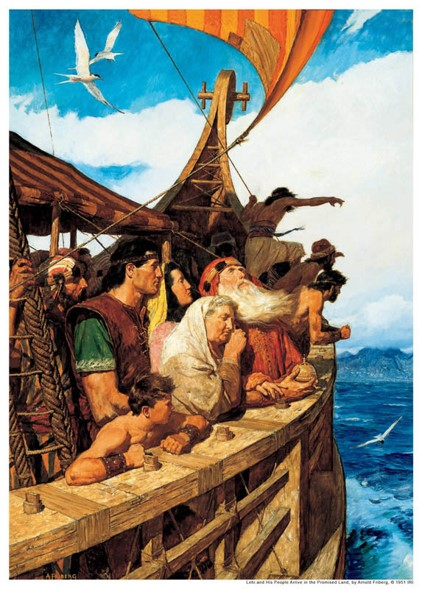 A FRIBERG
Lehi and His People Arrive in the Promised Land, by Arnold Friberg, © 1951 IRI